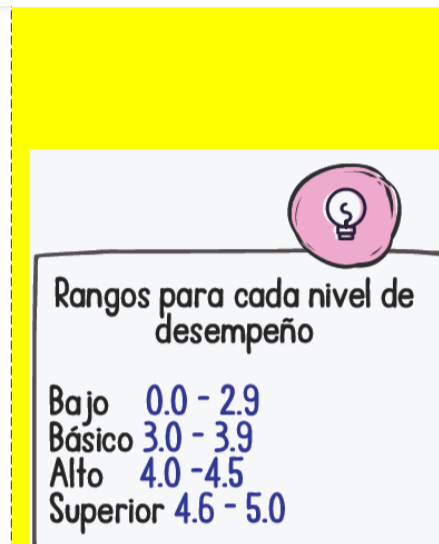 Rangos para cada nivel de
desempeño
Bajo 0.0 - 2.9
Básico 3.0 - 3.9
Alto 4.0 -4.5
Superior 4.6 - 5.0